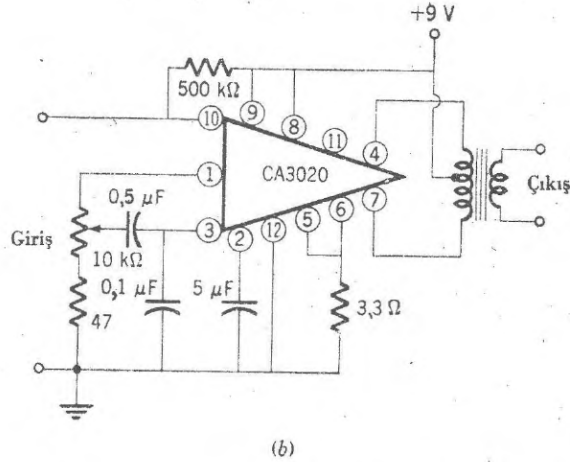 +9 V
500 kΩ
10
9
8
11
4
1
CA3020
0,5 µF
Giriş
10 kΩ
3
2
12
5
6
7
Çıkış
0,1 µF
5 µF
3,3 Ω
47
(b)